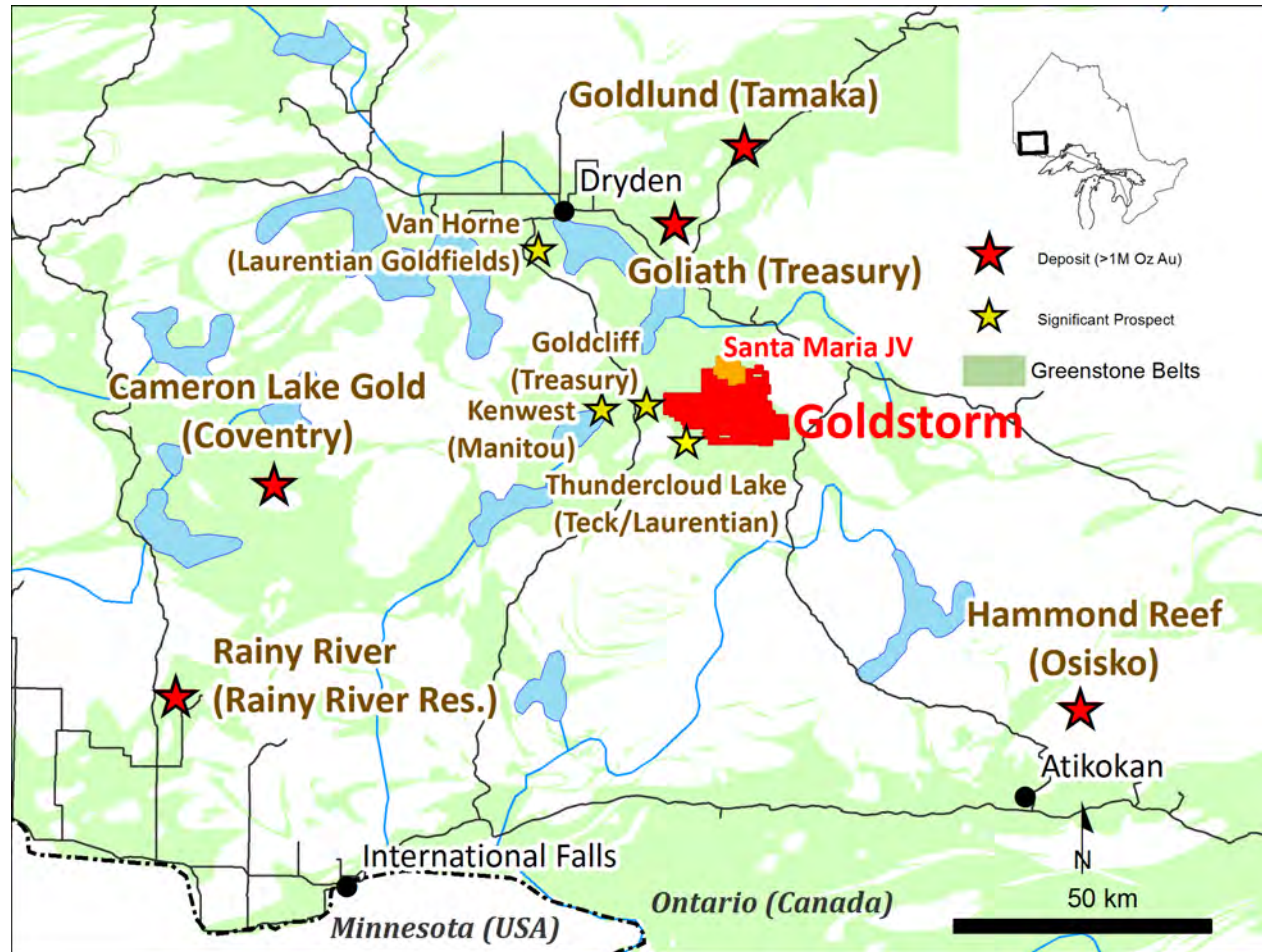 Goldlund (Tamaka)
Dryden
Van Horne
(Laurentian Goldfields)
Goliath (Treasury)
Deposit (>1M Oz Au)
Significant Prospect
Greenstone Belts
Goldcliff
(Treasury)
Santa Maria JV
Kenwest
(Manitou)
Goldstorm
Cameron Lake Gold
(Coventry)
Thundercloud Lake
(Teck/Laurentian)
Hammond Reef
(Osisko)
Rainy River
(Rainy River Res.)
Atikokan
International Falls
N
50 km
Ontario (Canada)
Minnesota (USA)